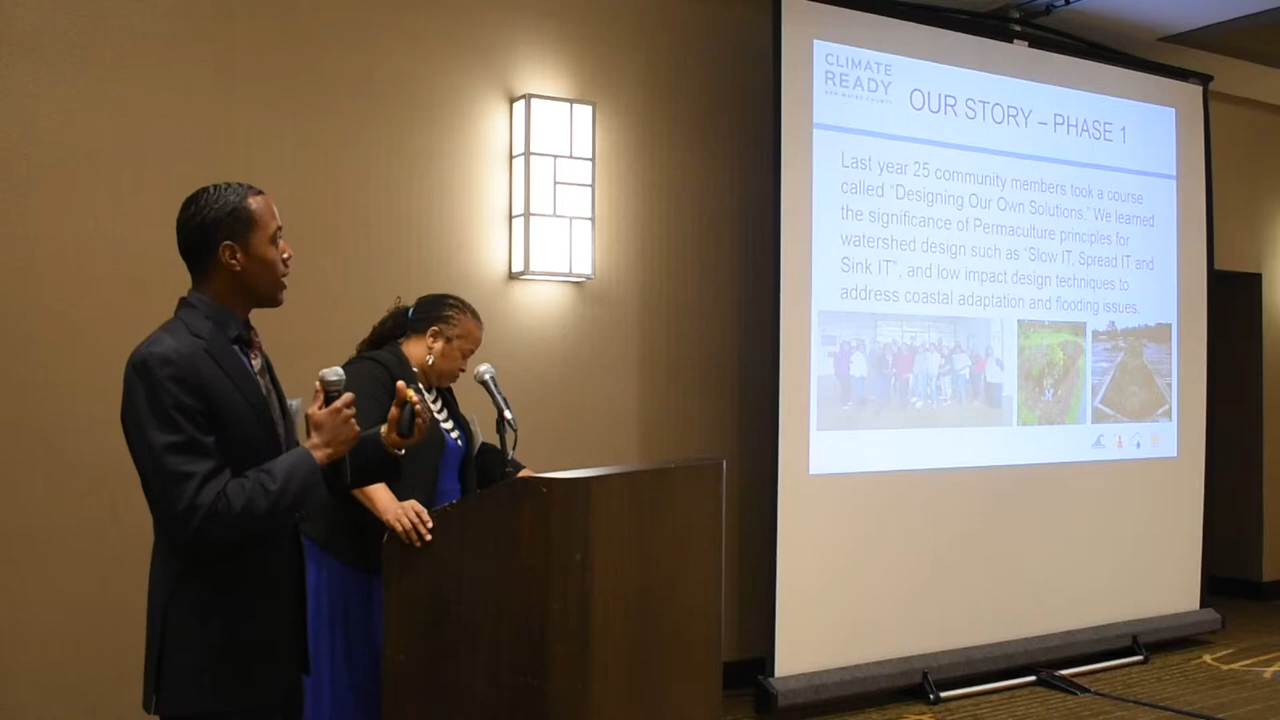 CLIMATE
READY
OUR STORY – PHASE 1
Last year 25 community members took a course
called “Designing Our Own Solutions.” We learned
the significance of Permaculture principles for
watershed design such as “Slow IT, Spread IT and
Sink IT”, and low impact design techniques to
address coastal adaptation and flooding issues.